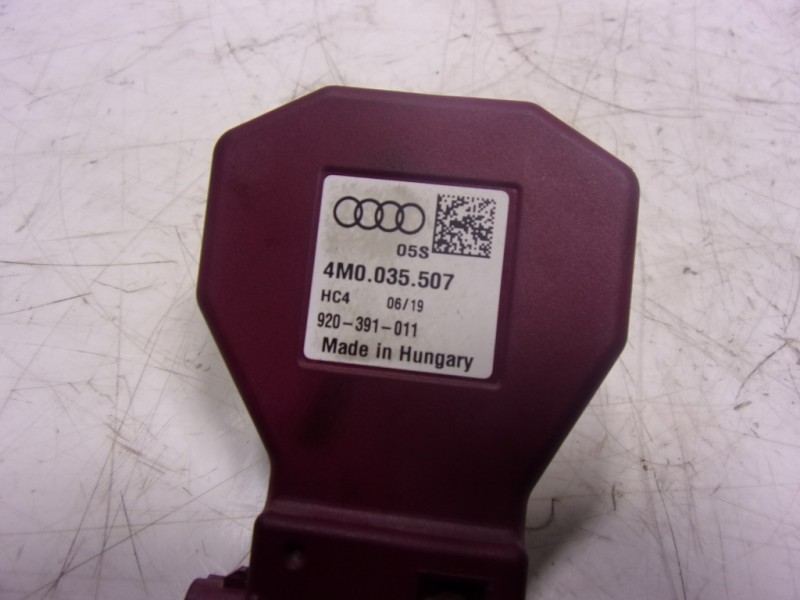 05S
4M0.035.507
HC4 06/19
920-391-011
Made in Hungary